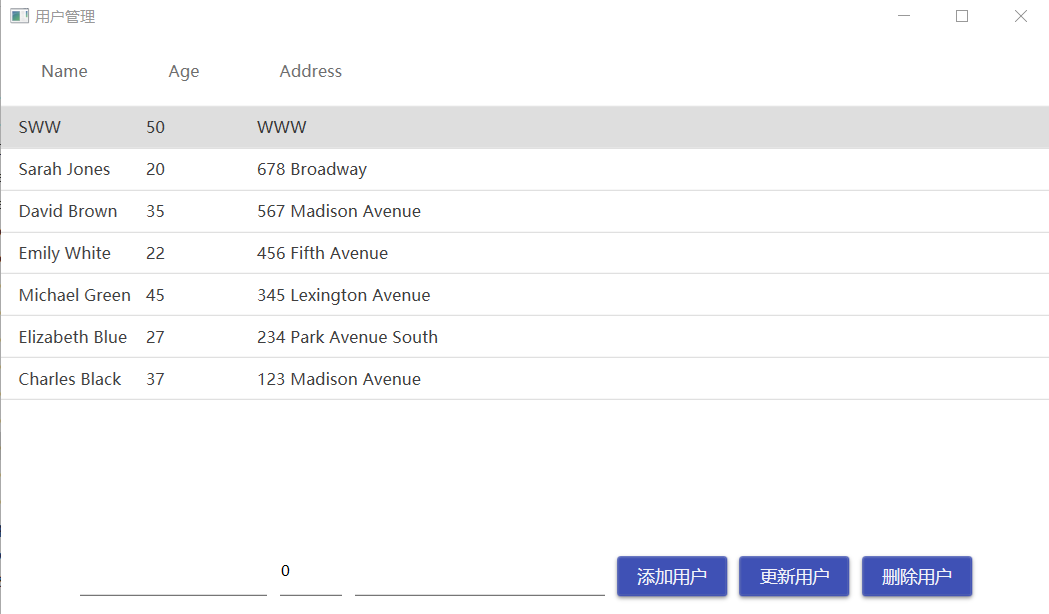 用户管理
Name Age Address
SWW 50 WWW
Sarah Jones 20 678 Broadway
David Brown 35 567 Madison Avenue
Emily White 22 456 Fifth Avenue
Michael Green 45 345 Lexington Avenue
Elizabeth Blue 27 234 Park Avenue South
Charles Black 37 123 Madison Avenue
0 添加用户 更新用户 删除用户